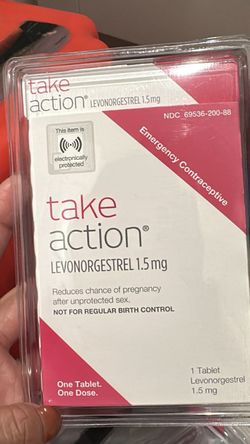 take
action® LEVONORGESTREL 1.5 mg
NDC 69536-200-88
This item is
electronically
protected
Emergency Contraceptive
take
action®
LEVONORGESTREL 1.5 mg
Reduces chance of pregnancy
after unprotected sex.
NOT FOR REGULAR BIRTH CONTROL
One Tablet.
One Dose.
1 Tablet
Levonorgestrel
1.5 mg